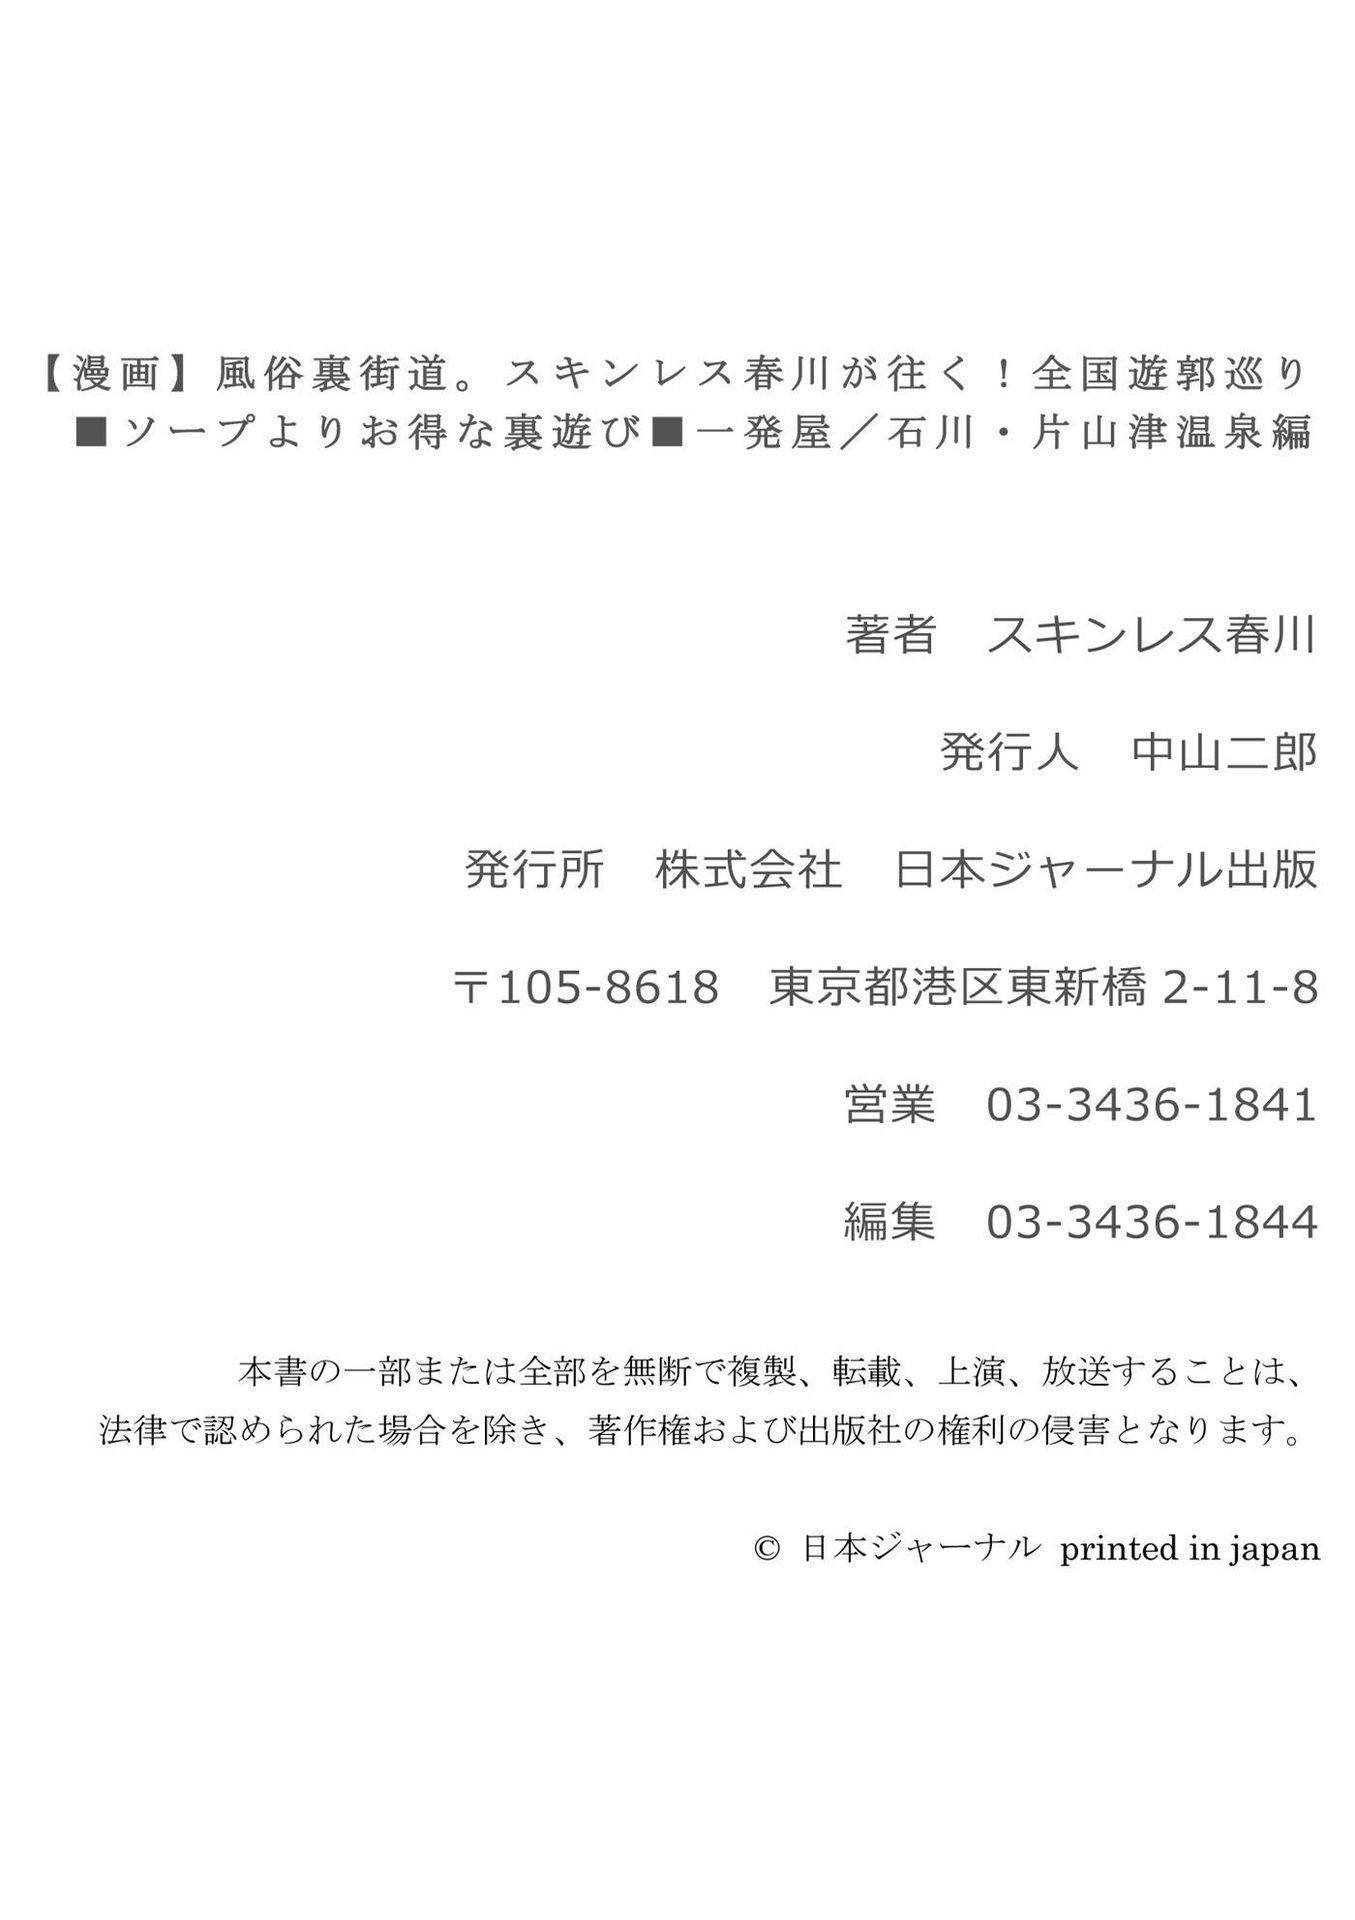 【漫画】風俗裏街道。スキンレス春川が往く！全国遊郭巡り
■ソープよりお得な裏遊び■一発屋／石川・片山津温泉編
著者　スキンレス春川
発行人　中山二郎
発行所　株式会社　日本ジャーナル出版
〒105-8618　東京都港区東新橋 2-11-8
営業　03-3436-1841
編集　03-3436-1844
本書の一部または全部を無断で複製、転載、上演、放送することは、
法律で認められた場合を除き、著作権および出版社の権利の侵害となります。
© 日本ジャーナル printed in japan